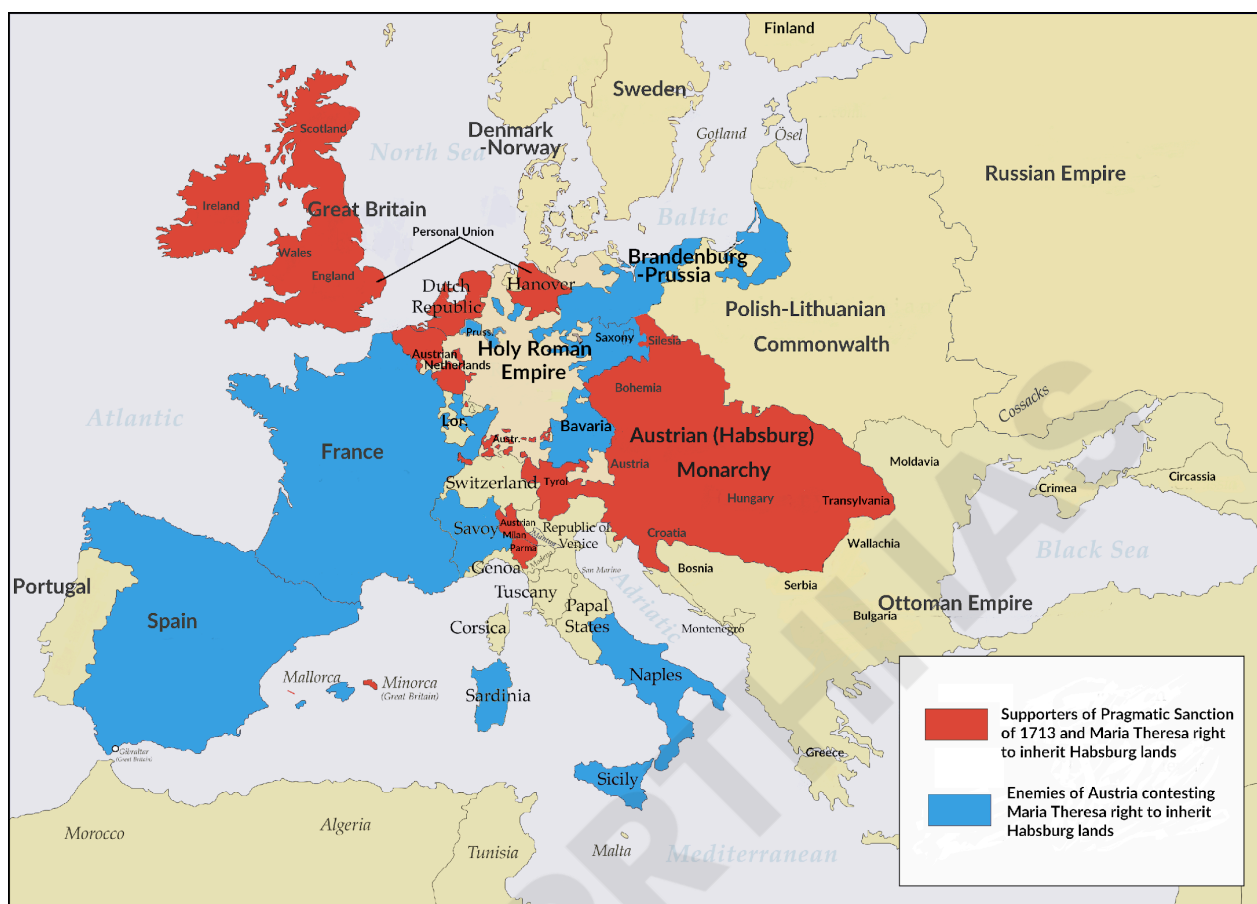 Finland
Sweden
Scotland
Denmark
-Norway
Gotland
Ösel
North Sea
Russian Empire
Ireland
Great Britain
Baltic
Personal Union
Wales
England
Brandenburg
-Prussia
Dutch
Republic
Hanover
Polish-Lithuanian
Commonwalth
Pruss.
Saxony
Silesia
Holy Roman
Empire
Austrian
Netherlands
Bohemia
Cossacks
Atlantic
Lor.
Bavaria
Austrian (Habsburg)
Monarchy
Austr.
France
Austria
Moldavia
Switzerland
Tyrol
Hungary
Transylvania
Crimea
Circassia
Savoy
Austrian
Milan
Parma
Mantua
Modena
Republic of
Venice
Croatia
Wallachia
Black Sea
Genoa
San Marino
Bosnia
Serbia
Portugal
Tuscany
Adriatic
Ottoman Empire
Spain
Corsica
Papal
States
Montenegro
Bulgaria
Mallorca
Minorca
(Great Britain)
Sardinia
Naples
Gibraltar
(Great Britain)
Sicily
Greece
Supporters of Pragmatic Sanction
of 1713 and Maria Theresa right
to inherit Habsburg lands
Enemies of Austria contesting
Maria Theresa right to inherit
Habsburg lands
Morocco
Algeria
Tunisia
Malta
Mediterranean